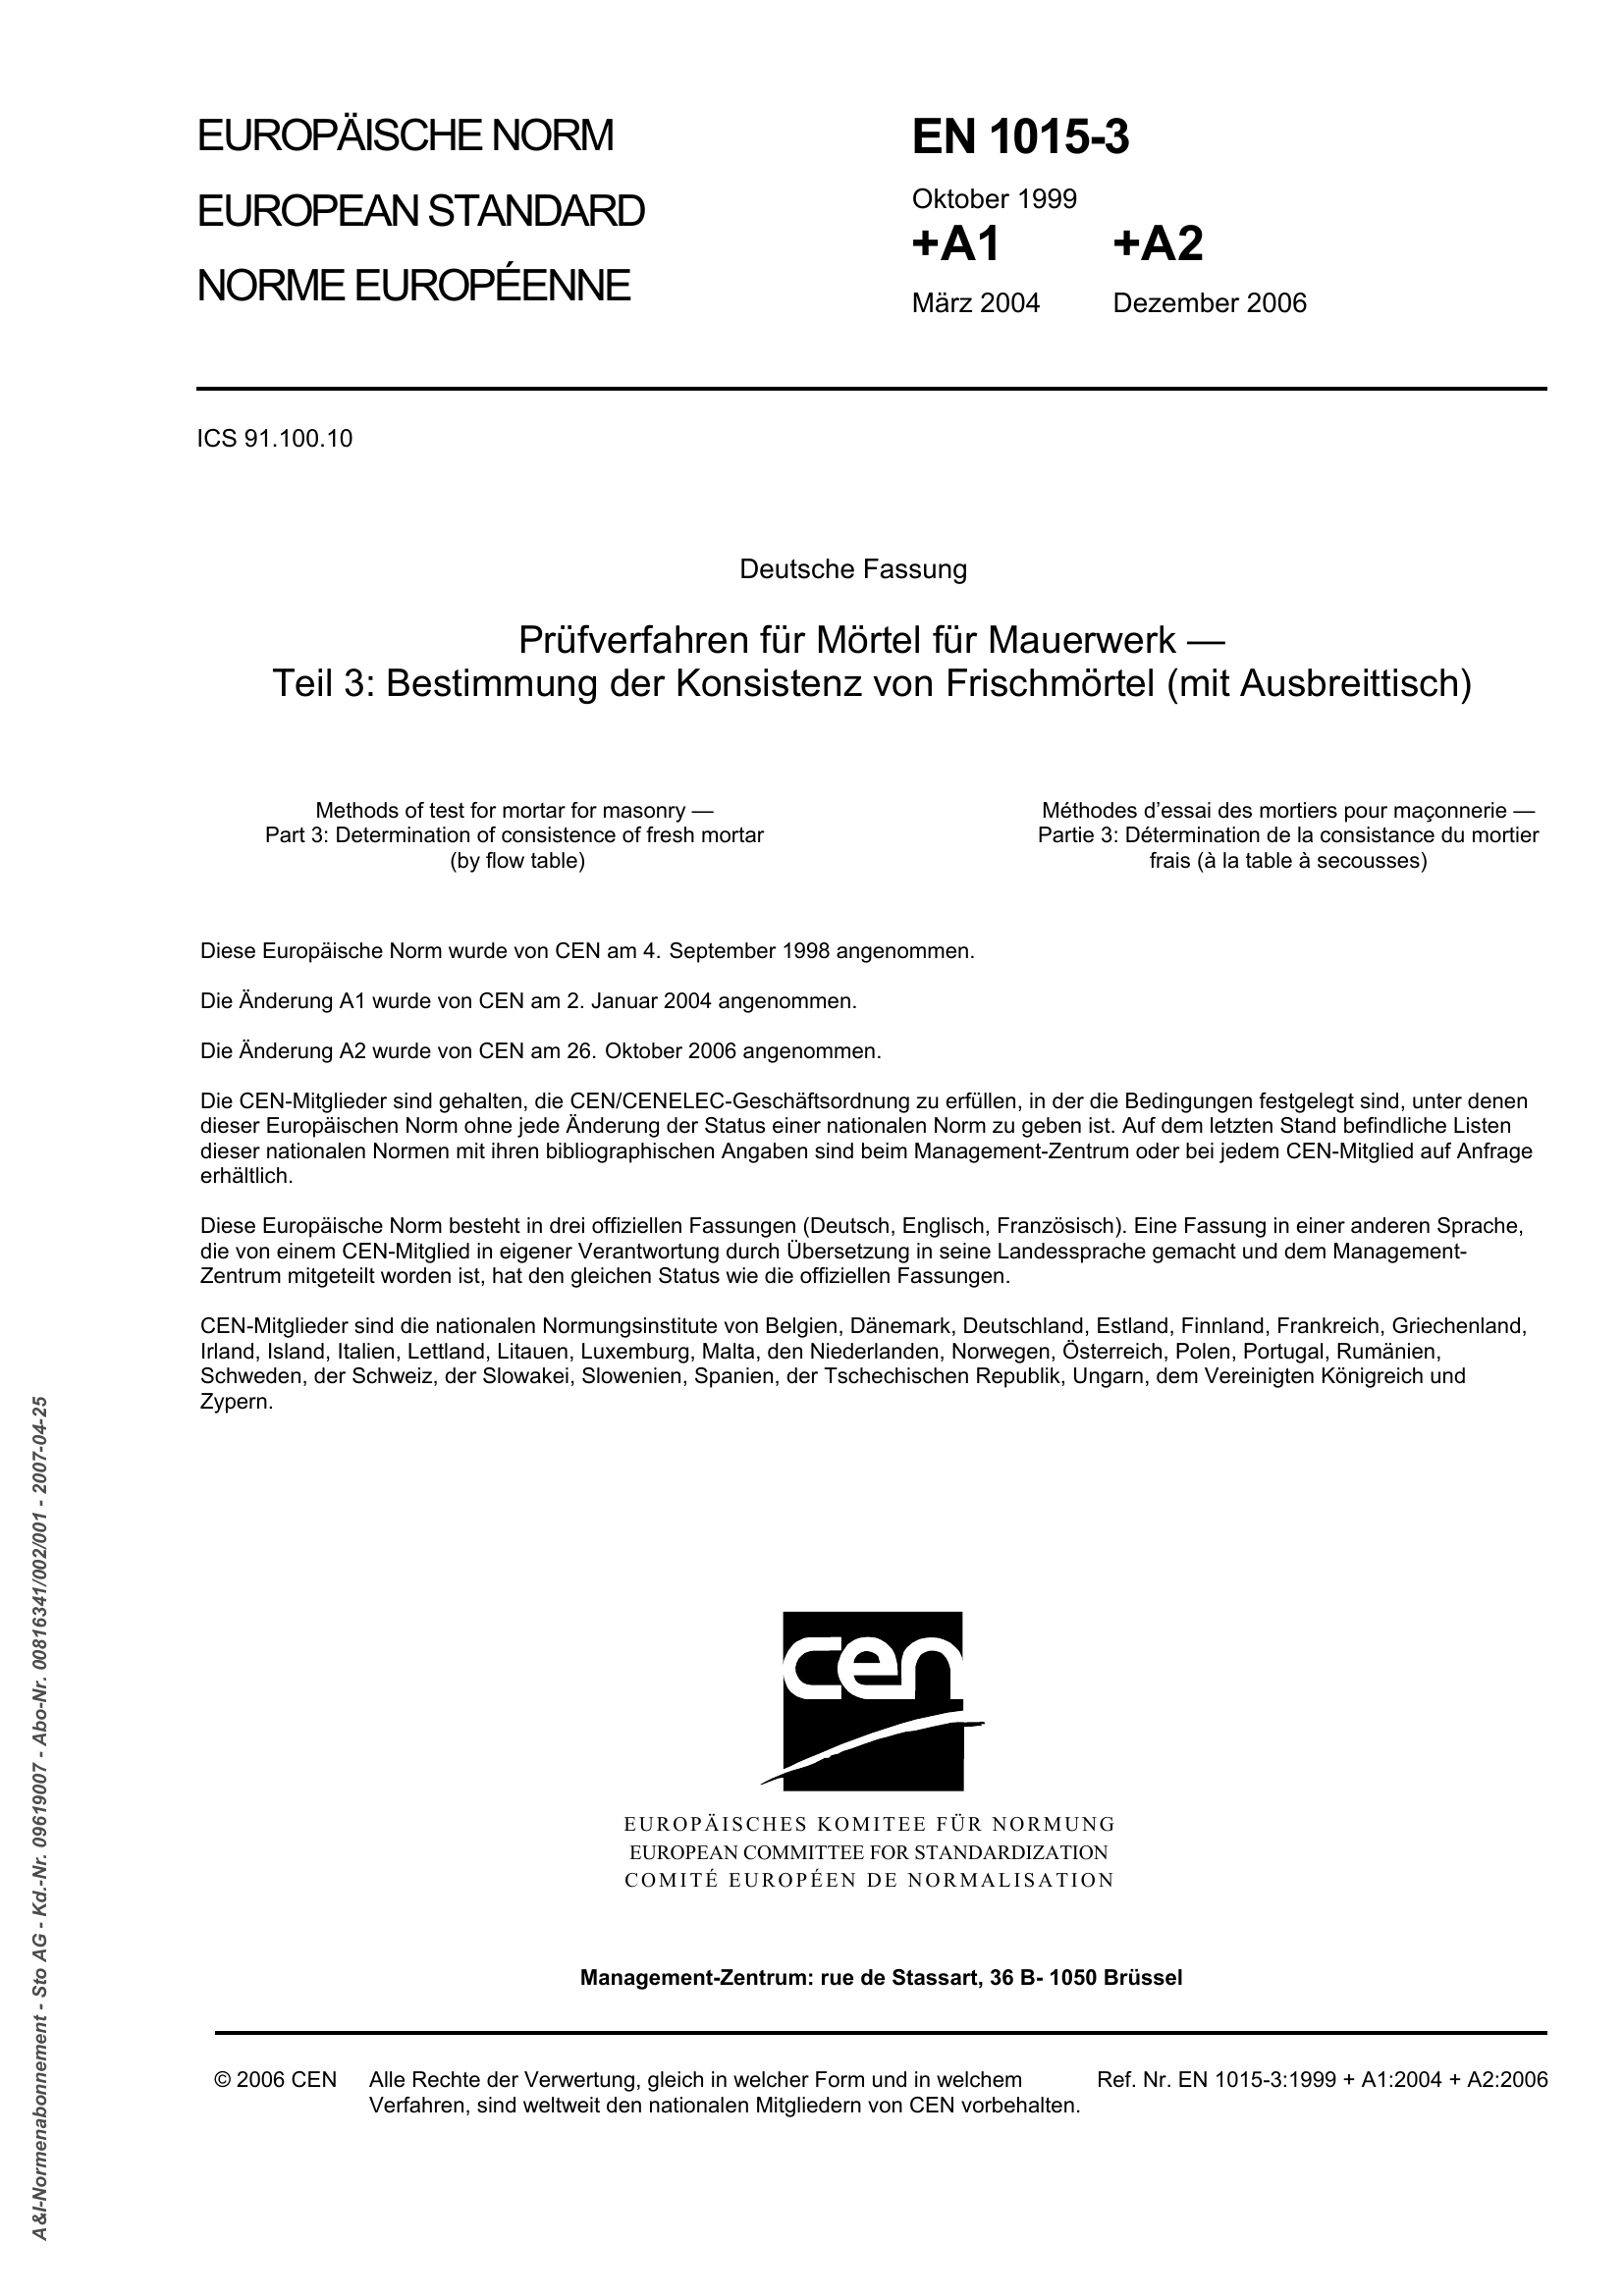 EUROPÄISCHE NORM
EUROPEAN STANDARD
NORME EUROPÉENNE
EN 1015-3
Oktober 1999
+A1 +A2
März 2004 Dezember 2006
ICS 91.100.10
Deutsche Fassung
Prüfverfahren für Mörtel für Mauerwerk —
Teil 3: Bestimmung der Konsistenz von Frischmörtel (mit Ausbreittisch)
Methods of test for mortar for masonry —
Part 3: Determination of consistence of fresh mortar
(by flow table)
Méthodes d’essai des mortiers pour maçonnerie —
Partie 3: Détermination de la consistance du mortier
frais (à la table à secousses)
Diese Europäische Norm wurde von CEN am 4. September 1998 angenommen.
Die Änderung A1 wurde von CEN am 2. Januar 2004 angenommen.
Die Änderung A2 wurde von CEN am 26. Oktober 2006 angenommen.
Die CEN-Mitglieder sind gehalten, die CEN/CENELEC-Geschäftsordnung zu erfüllen, in der die Bedingungen festgelegt sind, unter denen
dieser Europäischen Norm ohne jede Änderung der Status einer nationalen Norm zu geben ist. Auf dem letzten Stand befindliche Listen
dieser nationalen Normen mit ihren bibliographischen Angaben sind beim Management-Zentrum oder bei jedem CEN-Mitglied auf Anfrage
erhältlich.
Diese Europäische Norm besteht in drei offiziellen Fassungen (Deutsch, Englisch, Französisch). Eine Fassung in einer anderen Sprache,
die von einem CEN-Mitglied in eigener Verantwortung durch Übersetzung in seine Landessprache gemacht und dem Management-
Zentrum mitgeteilt worden ist, hat den gleichen Status wie die offiziellen Fassungen.
CEN-Mitglieder sind die nationalen Normungsinstitute von Belgien, Dänemark, Deutschland, Estland, Finnland, Frankreich, Griechenland,
Irland, Island, Italien, Lettland, Litauen, Luxemburg, Malta, den Niederlanden, Norwegen, Österreich, Polen, Portugal, Rumänien,
Schweden, der Schweiz, der Slowakei, Slowenien, Spanien, der Tschechischen Republik, Ungarn, dem Vereinigten Königreich und
Zypern.
cen
EUROPÄISCHES KOMITEE FÜR NORMUNG
EUROPEAN COMMITTEE FOR STANDARDIZATION
COMITÉ EUROPÉEN DE NORMALISATION
Management-Zentrum: rue de Stassart, 36 B- 1050 Brüssel
© 2006 CEN Alle Rechte der Verwertung, gleich in welcher Form und in welchem
Verfahren, sind weltweit den nationalen Mitgliedern von CEN vorbehalten.
Ref. Nr. EN 1015-3:1999 + A1:2004 + A2:2006
A&I-Normenabonnement - Sto AG - Kd.-Nr. 09619007 - Abo-Nr. 00816341/002/001 - 2007-04-25